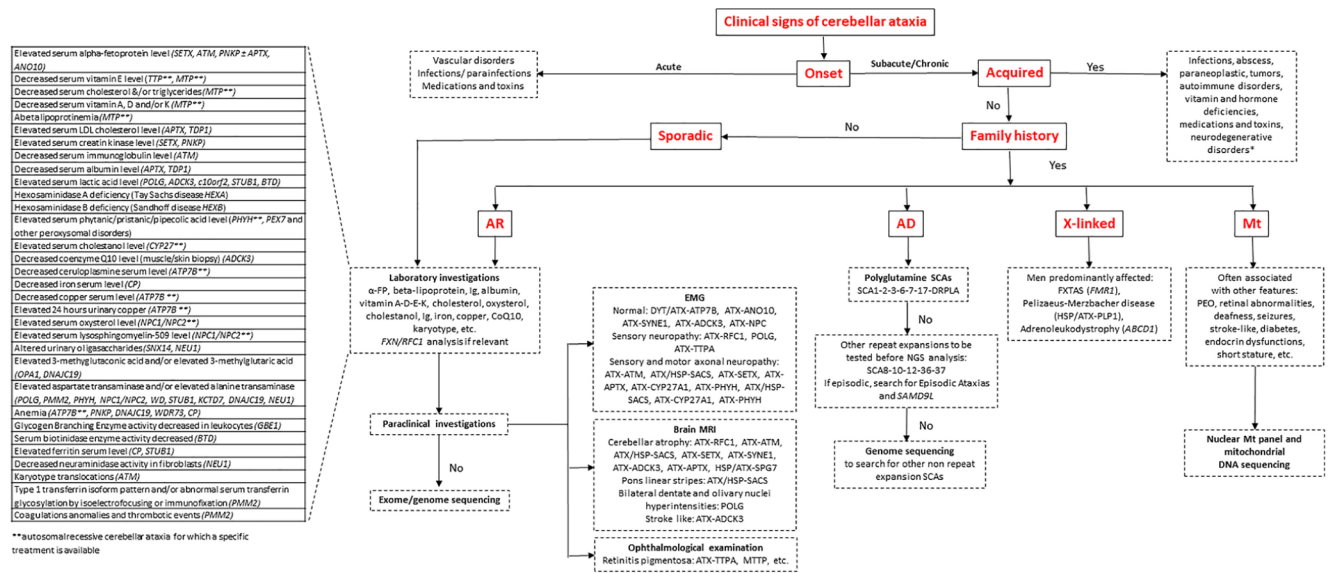 Clinical signs of cerebellar ataxia
Onset
Acute
Vascular disorders
Infections/ parainfections
Medications and toxins
Subacute/Chronic
Acquired
Yes
Infections, abscess,
paraneoplastic, tumors,
autoimmune disorders,
vitamin and hormone
deficiencies,
medications and toxins,
neurodegenerative
disorders*
No
Family history
No
Sporadic
Yes
AR
AD
X-linked
Mt
Elevated serum alpha-fetoprotein level (SETX, ATM, PNKP ± APTX,
ANO10)
Decreased serum vitamin E level (TTP**, MTP**)
Decreased serum cholesterol &/or triglycerides (MTP**)
Decreased serum vitamin A, D and/or K (MTP**)
Abetalipoprotinemia (MTP**)
Elevated serum LDL cholesterol level (APTX, TDP1)
Elevated serum creatin kinase level (SETX, PNKP)
Decreased serum immunoglobulin level (ATM)
Decreased serum albumin level (APTX, TDP1)
Elevated serum lactic acid level (POLG, ADCK3, c10orf2, STUB1, BTD)
Hexosaminidase A deficiency (Tay Sachs disease HEXA)
Hexosaminidase B deficiency (Sandhoff disease HEXB)
Elevated serum phytanic/pristanic/pipecolic acid level (PHYH**, PEX7 and
other peroxysomal disorders)
Elevated serum cholestanol level (CYP27**)
Decreased coenzyme Q10 level (muscle/skin biopsy) (ADCK3)
Decreased ceruloplasmine serum level (ATP7B**)
Decreased iron serum level (CP)
Decreased copper serum level (ATP7B **)
Elevated 24 hours urinary copper (ATP7B **)
Elevated serum oxysterol level (NPC1/NPC2**)
Elevated serum lysosphingomyelin-509 level (NPC1/NPC2**)
Altered urinary oligasaccharides (SNX14, NEU1)
Elevated 3-methylglutaconic acid and/or elevated 3-methylglutaric acid
(OPA1, DNAJC19)
Elevated aspartate transaminase and/or elevated alanine transaminase
(POLG, PMM2, PHYH, NPC1/NPC2, WD, STUB1, KCTD7, DNAJC19, NEU1)
Anemia (ATP7B**, PNKP, DNAJC19, WDR73, CP)
Glycogen Branching Enzyme activity decreased in leukocytes (GBE1)
Serum biotinidase enzyme activity decreased (BTD)
Elevated ferritin serum level (CP, STUB1)
Decreased neuraminidase activity in fibroblasts (NEU1)
Karyotype translocations (ATM)
Type 1 transferrin isoform pattern and/or abnormal serum transferrin
glycosylation by isoelectrofocusing or immunofixation (PMM2)
Coagulations anomalies and thrombotic events (PMM2)
**autosomal recessive cerebellar ataxia for which a specific
treatment is available
Laboratory investigations
α-FP, beta-lipoprotein, Ig, albumin,
vitamin A-D-E-K, cholesterol, oxysterol,
cholestanol, Ig, iron, copper, CoQ10,
karyotype, etc.
FXN/RFC1 analysis if relevant
Paraclinical investigations
No
Exome/genome sequencing
EMG
Normal: DYT/ATX-ATP7B, ATX-ANO10,
ATX-SYNE1, ATX-ADCK3, ATX-NPC
Sensory neuropathy: ATX-RFC1, POLG,
ATX-TTPA
Sensory and motor axonal neuropathy:
ATX-ATM, ATX/HSP-SACS, ATX-SETX, ATX-
APTX, ATX-CYP27A1, ATX-PHYH, ATX/HSP-
SACS, ATX-CYP27A1, ATX-PHYH
Brain MRI
Cerebellar atrophy: ATX-RFC1, ATX-ATM,
ATX/HSP-SACS, ATX-SETX, ATX-SYNE1,
ATX-ADCK3, ATX-APTX, HSP/ATX-SPG7
Pons linear stripes: ATX/HSP-SACS
Bilateral dentate and olivary nuclei
hyperintensities: POLG
Stroke like: ATX-ADCK3
Ophthalmological examination
Retinitis pigmentosa: ATX-TTPA, MTTP, etc.
Polyglutamine SCAs
SCA1-2-3-6-7-17-DRPLA
No
Other repeat expansions to be
tested before NGS analysis:
SCA8-10-12-36-37
If episodic, search for Episodic Ataxias
and SAMD9L
No
Genome sequencing
to search for other non repeat
expansion SCAs
Men predominantly affected:
FXTAS (FMR1),
Pelizaeus-Merzbacher disease
(HSP/ATX-PLP1),
Adrenoleukodystrophy (ABCD1)
Often associated
with other features:
PEO, retinal abnormalities,
deafness, seizures,
stroke-like, diabetes,
endocrin dysfunctions,
short stature, etc.
Nuclear Mt panel and
mitochondrial
DNA sequencing